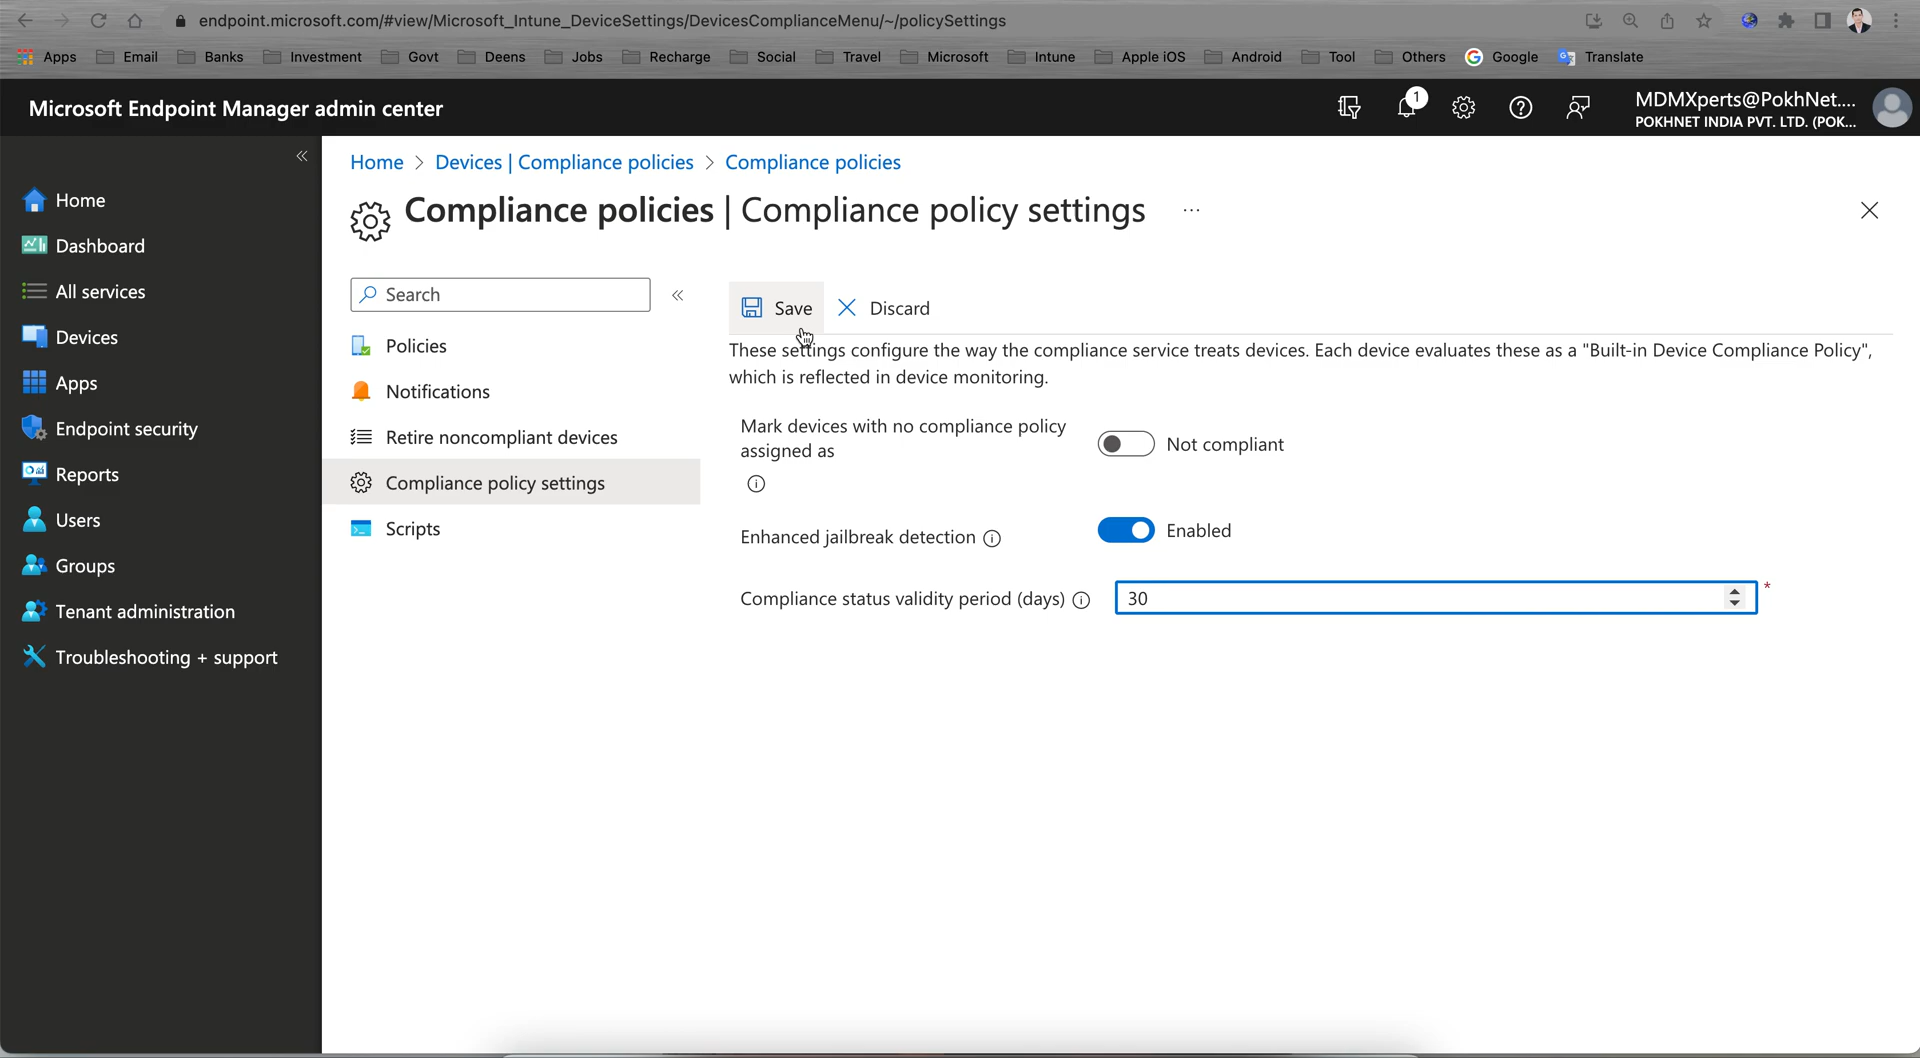 endpoint.microsoft.com/#view/Microsoft_Intune_DeviceSettings/DevicesComplianceMenu/~/policySettings
Apps Email Banks Investment Govt Deens Jobs Recharge Social Travel Microsoft Intune Apple iOS Android Tool Others Google Translate
Microsoft Endpoint Manager admin center
1
MDMXperts@PokhNet....
POKHNET INDIA PVT. LTD. (POK...
Home > Devices | Compliance policies > Compliance policies
Compliance policies | Compliance policy settings ...
Home
Dashboard
All services
Devices
Apps
Endpoint security
Reports
Users
Groups
Tenant administration
Troubleshooting + support
Search
Policies
Notifications
Retire noncompliant devices
Compliance policy settings
Scripts
Save Discard
These settings configure the way the compliance service treats devices. Each device evaluates these as a "Built-in Device Compliance Policy",
which is reflected in device monitoring.
Mark devices with no compliance policy
assigned as
Not compliant
Enhanced jailbreak detection
Enabled
Compliance status validity period (days)
30 *